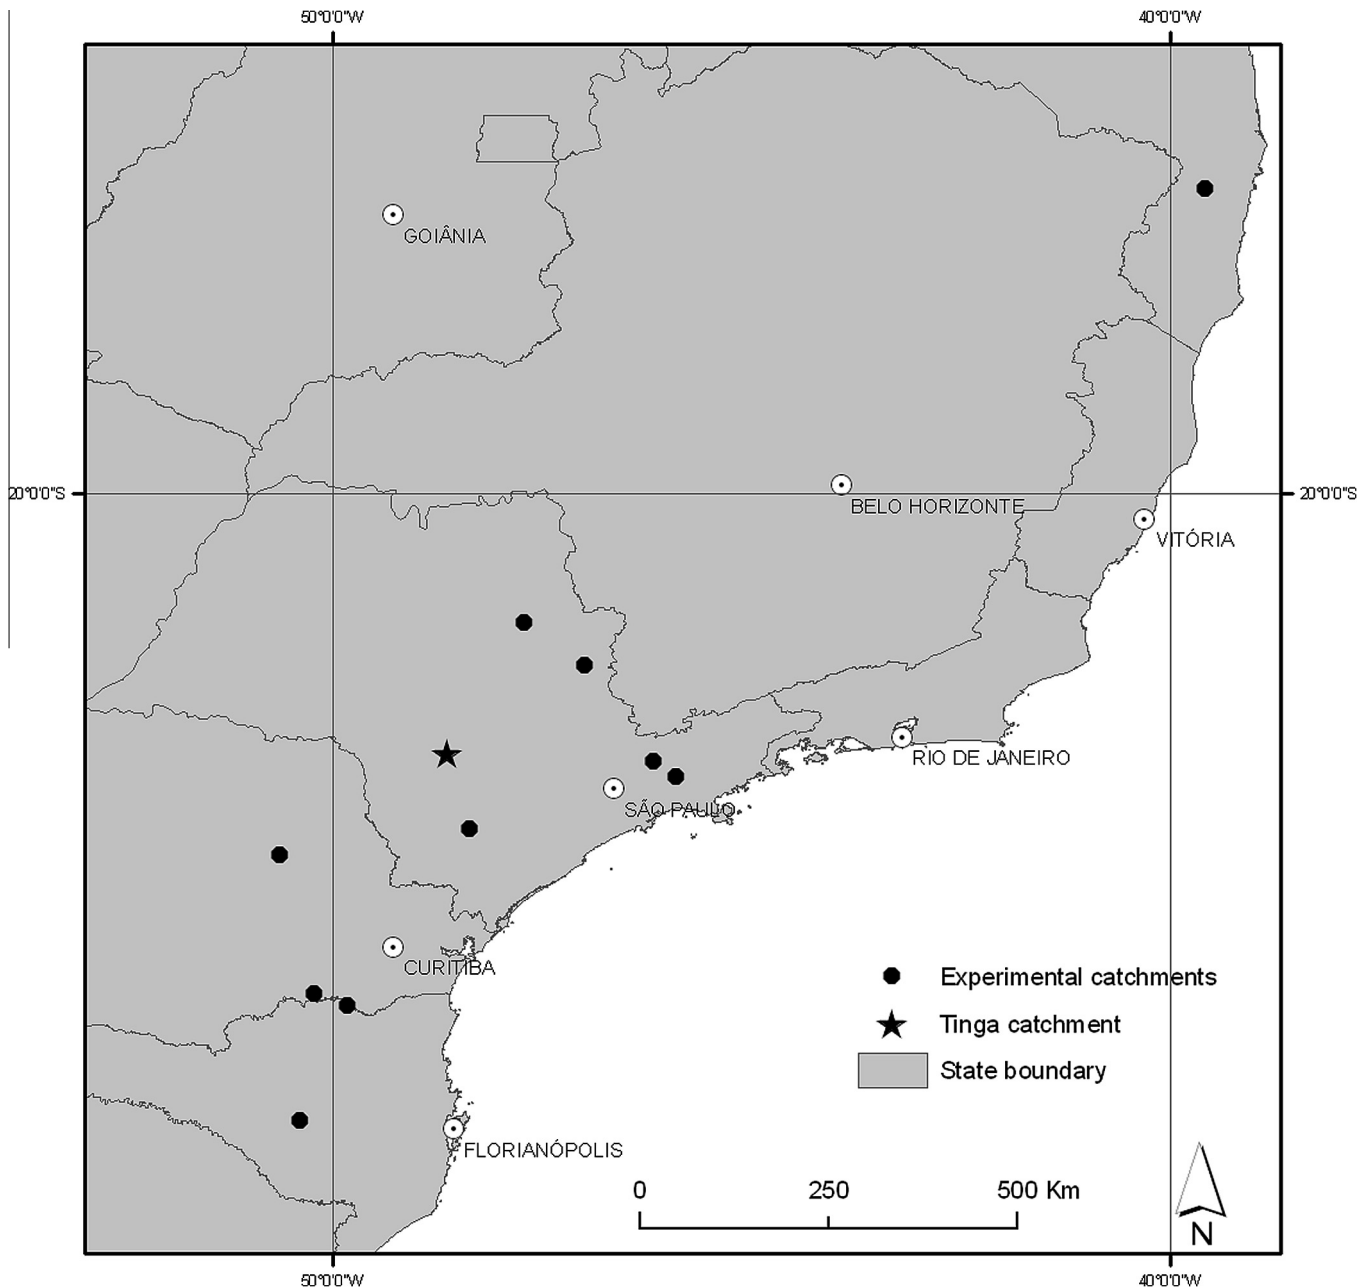 50°0'0"W 40°0'0"W
GOIÂNIA
20°0'0"S 20°0'0"S
BELO HORIZONTE
VITÓRIA
RIO DE JANEIRO
SÃO PAULO
CURITIBA
Experimental catchments
Tinga catchment
State boundary
FLORIANÓPOLIS
0 250 500 Km
N
50°0'0"W 40°0'0"W